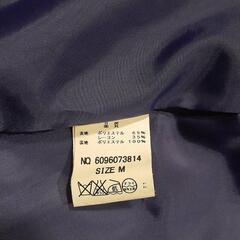 品質
表地 ポリエステル 65%
レーヨン 35%
裏地 ポリエステル 100%
NO 6096073814
SIZE M